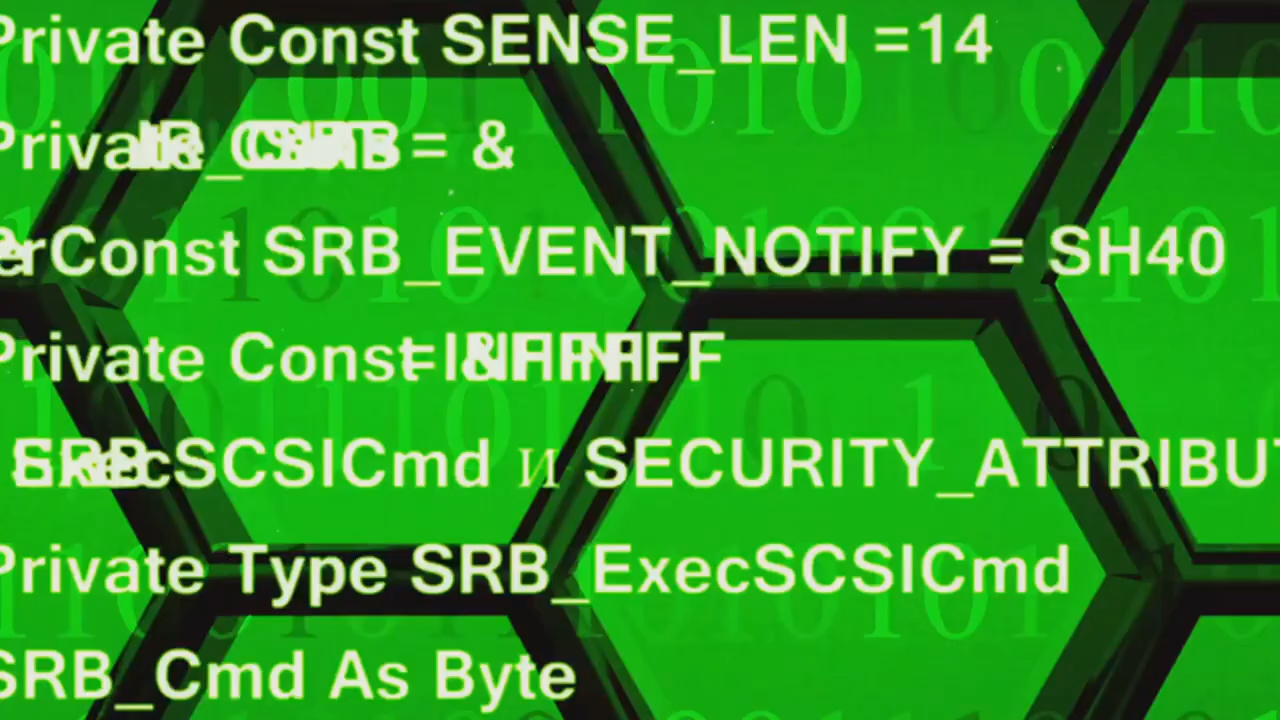 Private Const SENSE_LEN =14
Private = &
Const SRB_EVENT_NOTIFY = SH40
Private Const
SCSICmd И SECURITY_ATTRIBUT
Private Type SRB_ExecSCSICmd
SRB_Cmd As Byte